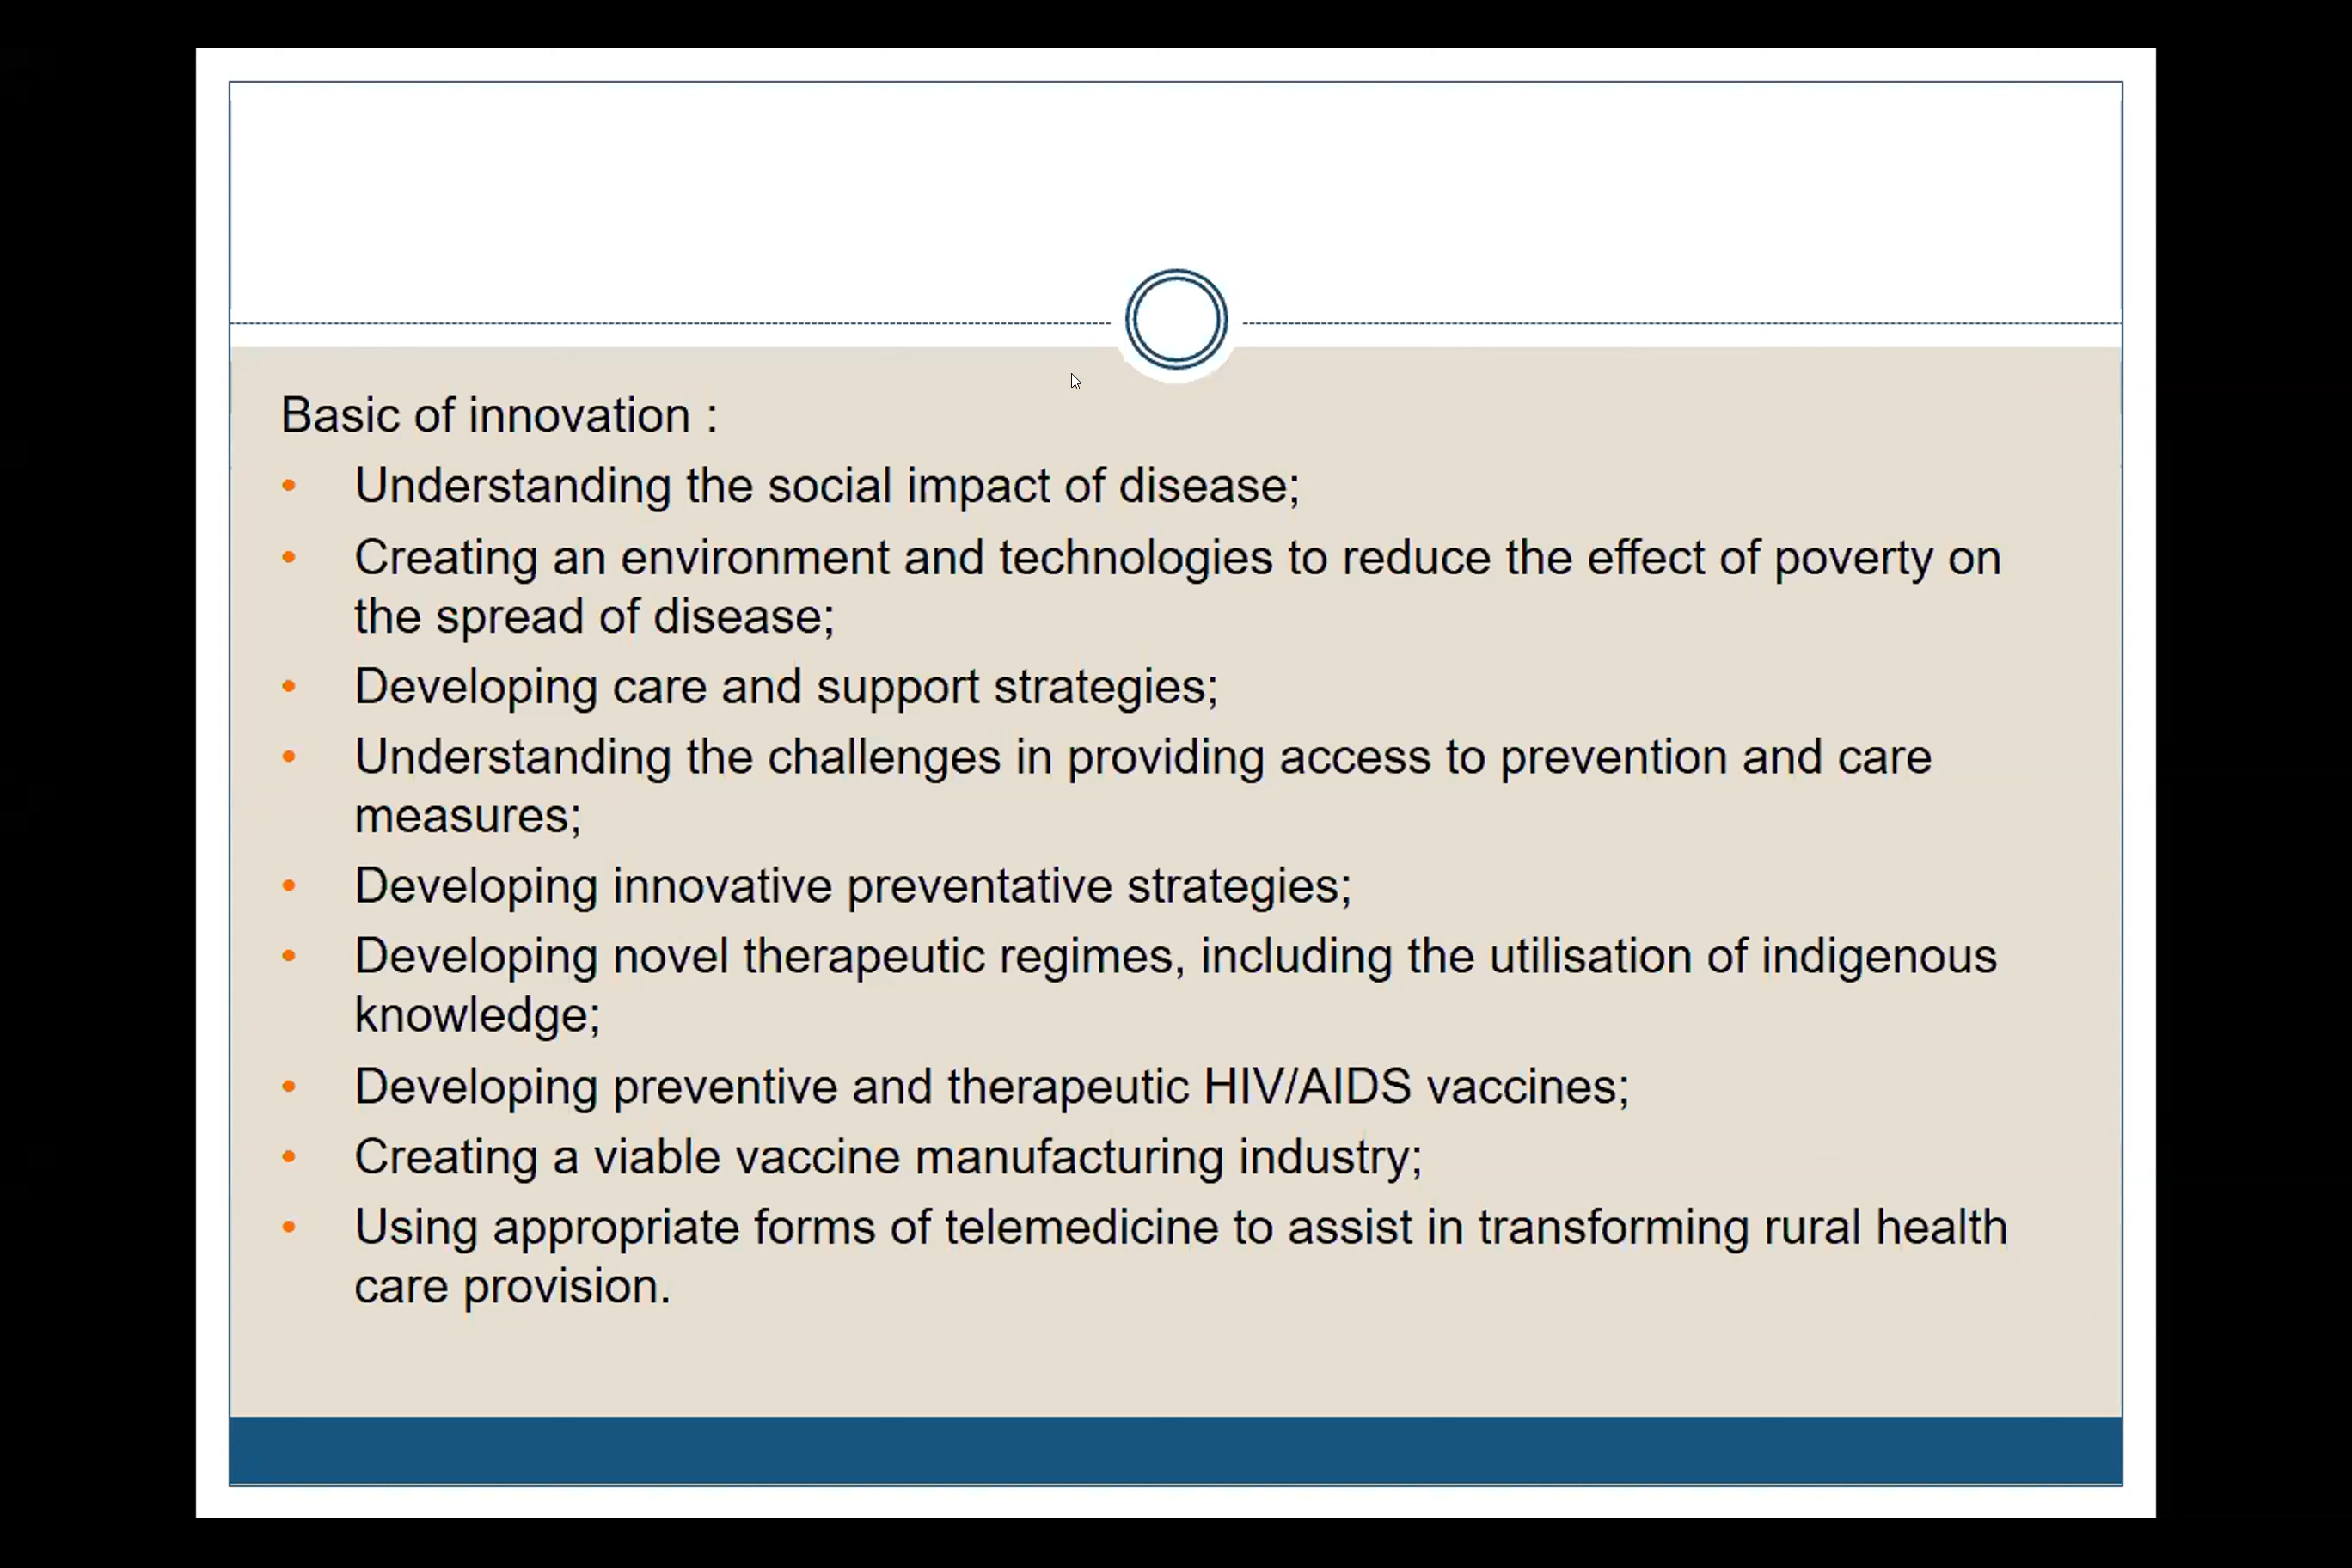 Basic of innovation :
• Understanding the social impact of disease;
• Creating an environment and technologies to reduce the effect of poverty on
the spread of disease;
• Developing care and support strategies;
• Understanding the challenges in providing access to prevention and care
measures;
• Developing innovative preventative strategies;
• Developing novel therapeutic regimes, including the utilisation of indigenous
knowledge;
• Developing preventive and therapeutic HIV/AIDS vaccines;
• Creating a viable vaccine manufacturing industry;
• Using appropriate forms of telemedicine to assist in transforming rural health
care provision.